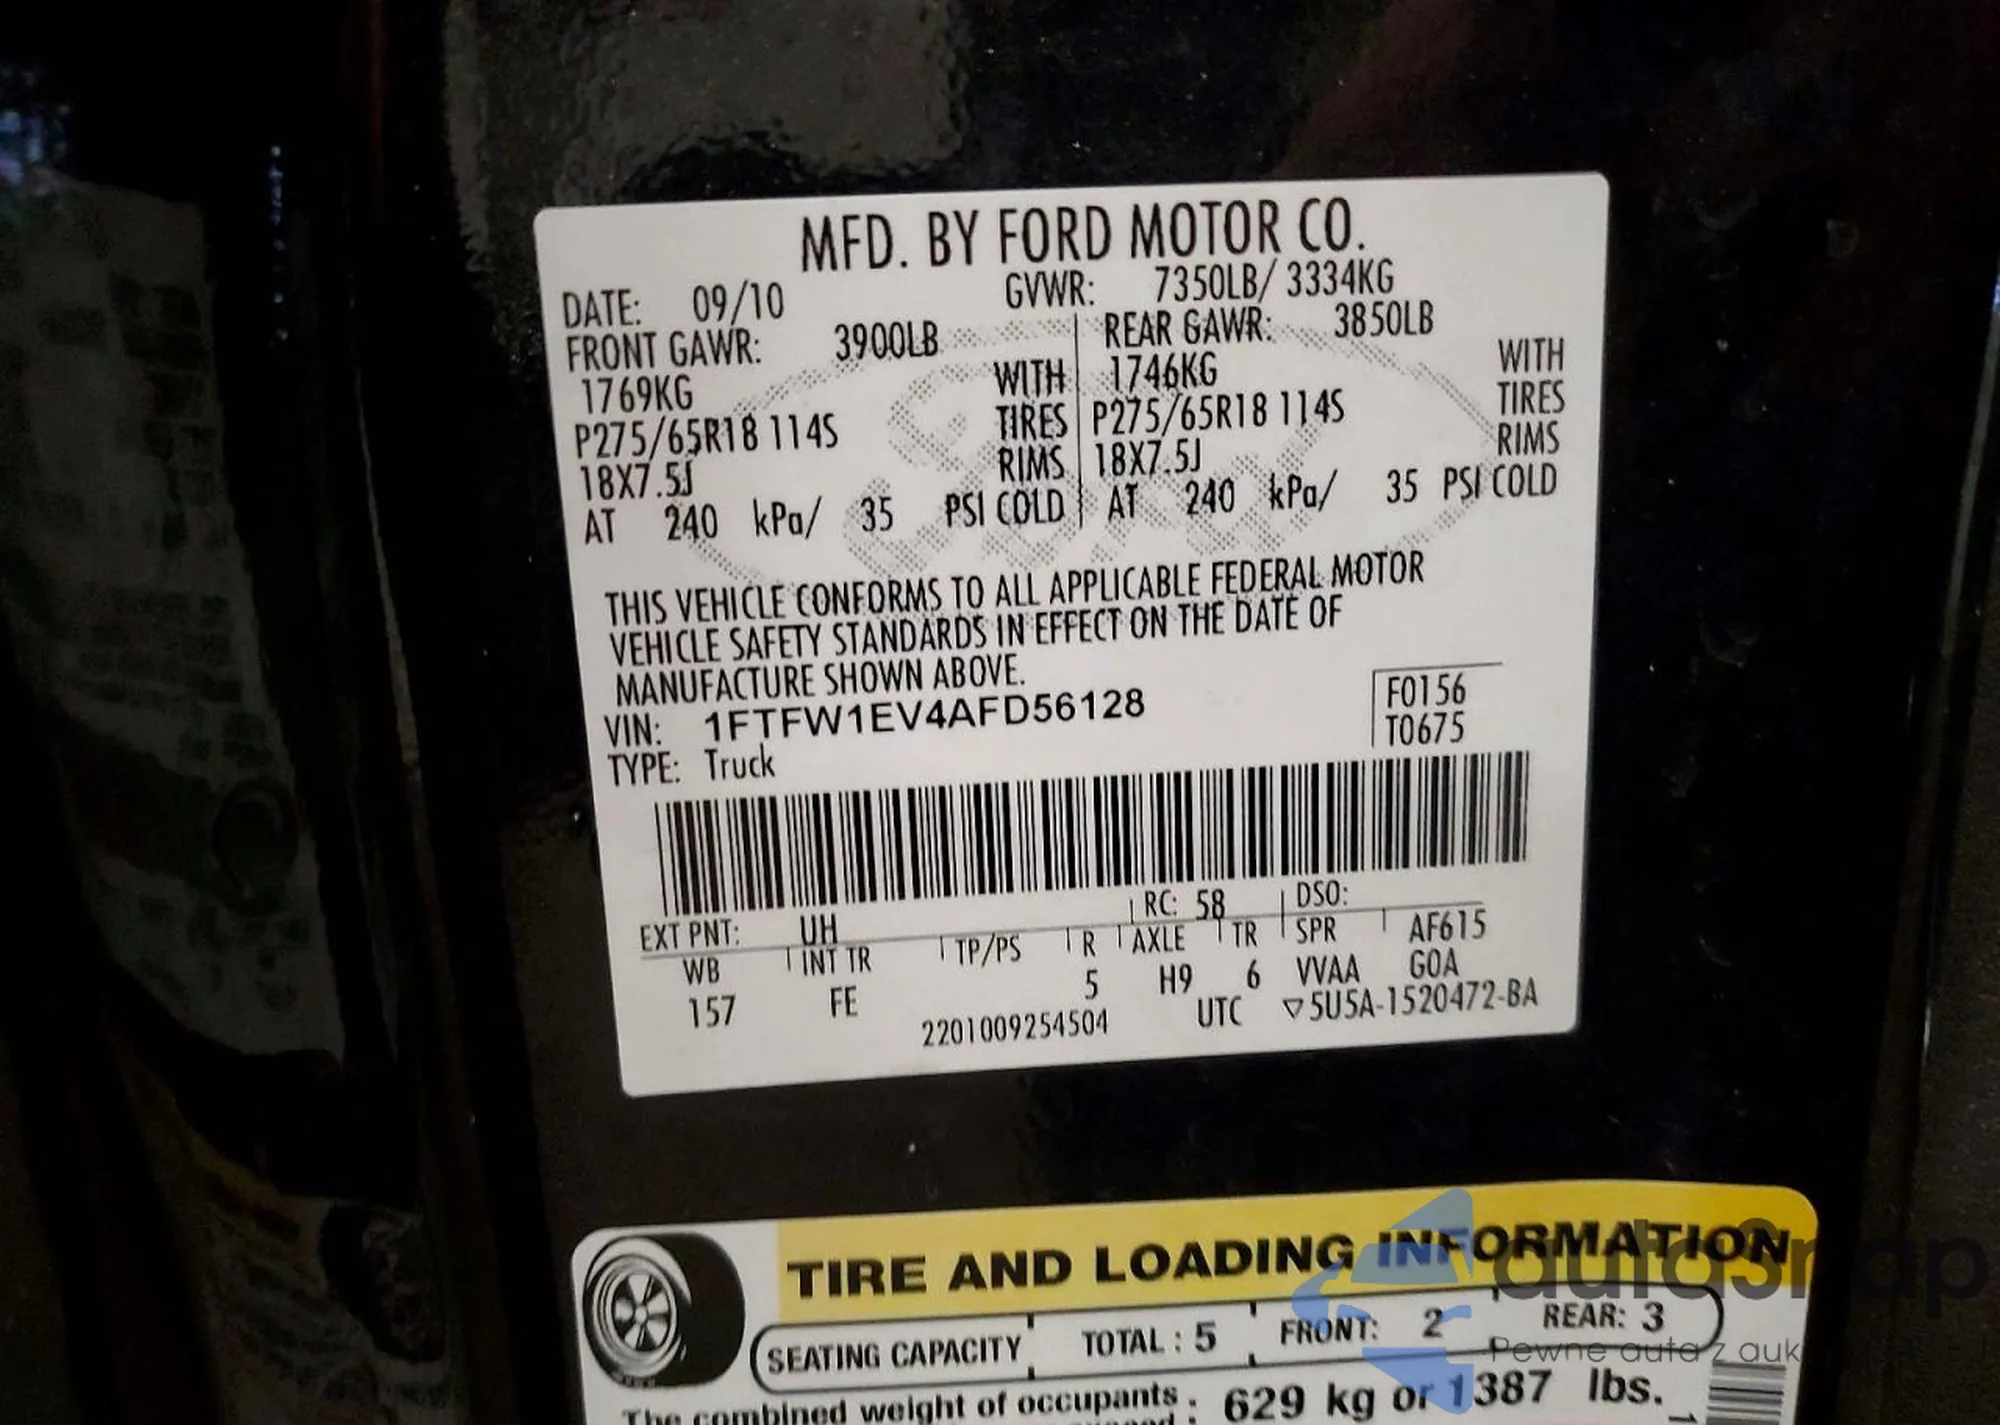 MFD. BY FORD MOTOR CO.
DATE: 09/10 GVWR: 7350LB/ 3334KG
FRONT GAWR: 3900LB REAR GAWR: 3850LB
1769KG WITH 1746KG WITH
P275/65R18 114S TIRES P275/65R18 114S TIRES
18X7.5J RIMS 18X7.5J RIMS
AT 240 kPa/ 35 PSI COLD AT 240 kPa/ 35 PSI COLD
THIS VEHICLE CONFORMS TO ALL APPLICABLE FEDERAL MOTOR
VEHICLE SAFETY STANDARDS IN EFFECT ON THE DATE OF
MANUFACTURE SHOWN ABOVE.
F0156
VIN: 1FTFW1EV4AFD56128
T0675
TYPE: Truck
RC: 58 DSO:
EXT PNT: UH
WB INT TR TP/PS R AXLE TR SPR AF615
157 FE 5 H9 6 VVAA GOA
2201009254504 UTC ▽5U5A-1520472-BA
TIRE AND LOADING INFORMATION
SEATING CAPACITY TOTAL : 5 FRONT: 2 REAR: 3
The combined weight of occupants : 629 kg or 1387 lbs.
autaSnap
Pewne auta z auk